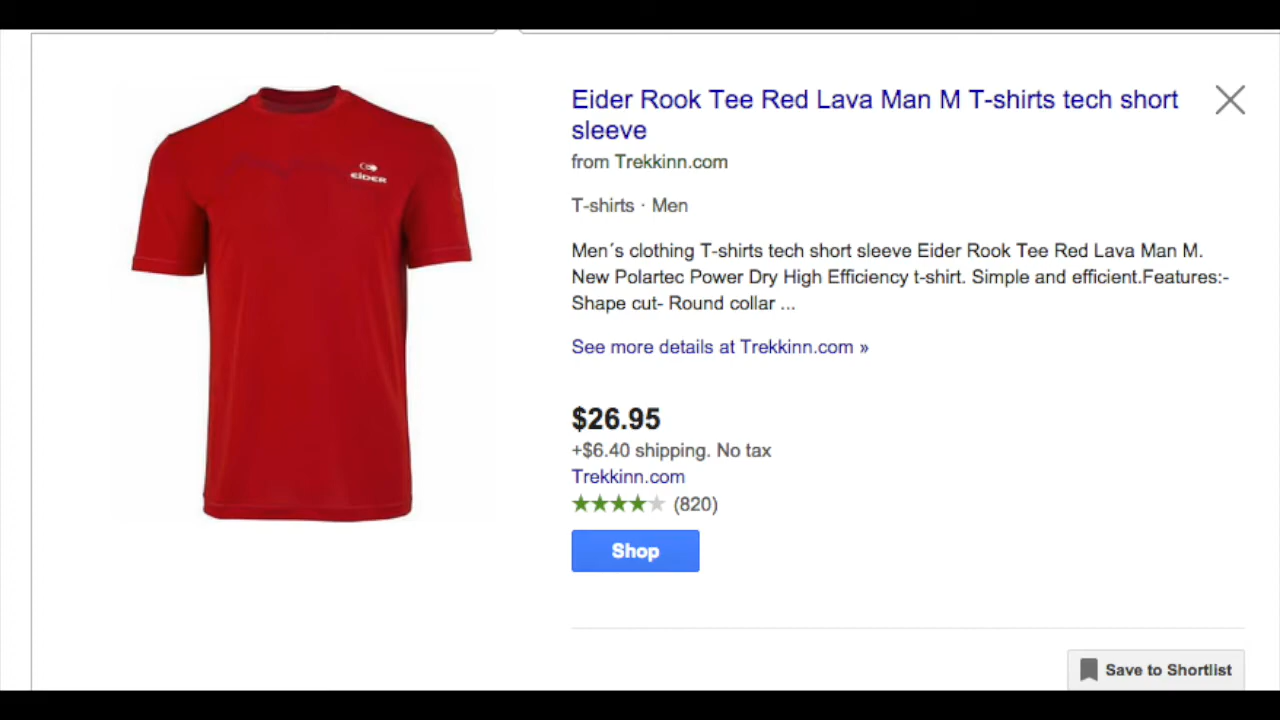 Eider Rook Tee Red Lava Man M T-shirts tech short
sleeve
from Trekkinn.com
T-shirts · Men
Men´s clothing T-shirts tech short sleeve Eider Rook Tee Red Lava Man M.
New Polartec Power Dry High Efficiency t-shirt. Simple and efficient.Features:-
Shape cut- Round collar ...
See more details at Trekkinn.com »
$26.95
+$6.40 shipping. No tax
Trekkinn.com
(820)
Shop
Save to Shortlist
EIDER